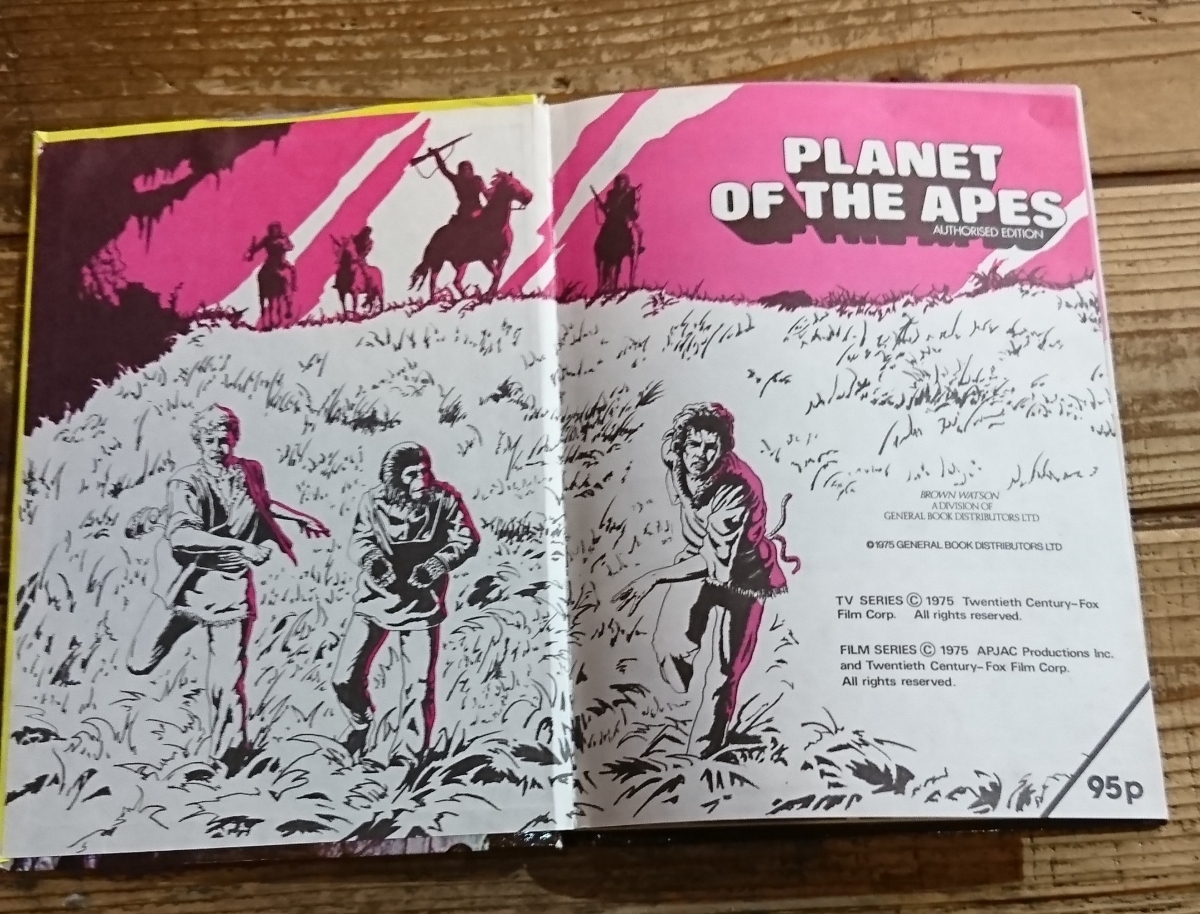 PLANET
OF THE APES
AUTHORISED EDITION
BROWN WATSON
A DIVISION OF
GENERAL BOOK DISTRIBUTORS LTD
©1975 GENERAL BOOK DISTRIBUTORS LTD
TV SERIES © 1975 Twentieth Century-Fox
Film Corp. All rights reserved.
FILM SERIES © 1975 APJAC Productions Inc.
and Twentieth Century-Fox Film Corp.
All rights reserved.
95p